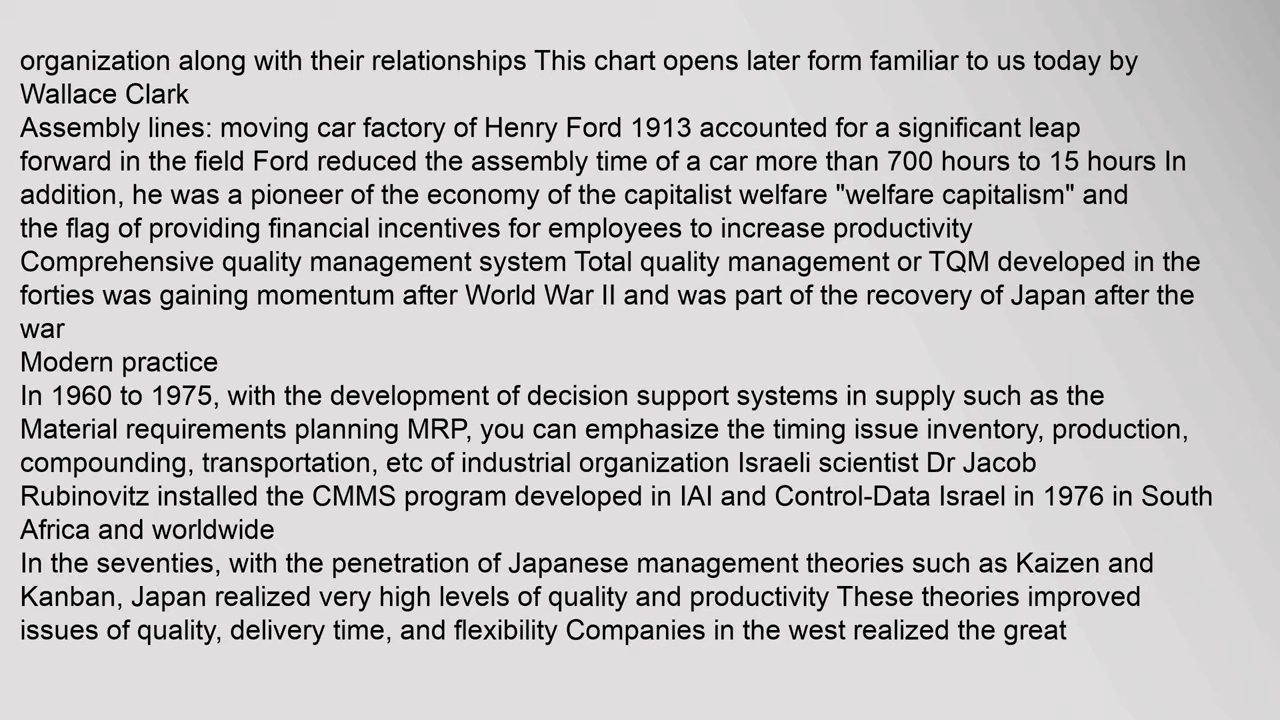 organization along with their relationships This chart opens later form familiar to us today by
Wallace Clark
Assembly lines: moving car factory of Henry Ford 1913 accounted for a significant leap
forward in the field Ford reduced the assembly time of a car more than 700 hours to 15 hours In
addition, he was a pioneer of the economy of the capitalist welfare "welfare capitalism" and
the flag of providing financial incentives for employees to increase productivity
Comprehensive quality management system Total quality management or TQM developed in the
forties was gaining momentum after World War II and was part of the recovery of Japan after the
war
Modern practice
In 1960 to 1975, with the development of decision support systems in supply such as the
Material requirements planning MRP, you can emphasize the timing issue inventory, production,
compounding, transportation, etc of industrial organization Israeli scientist Dr Jacob
Rubinovitz installed the CMMS program developed in IAI and Control-Data Israel in 1976 in South
Africa and worldwide
In the seventies, with the penetration of Japanese management theories such as Kaizen and
Kanban, Japan realized very high levels of quality and productivity These theories improved
issues of quality, delivery time, and flexibility Companies in the west realized the great